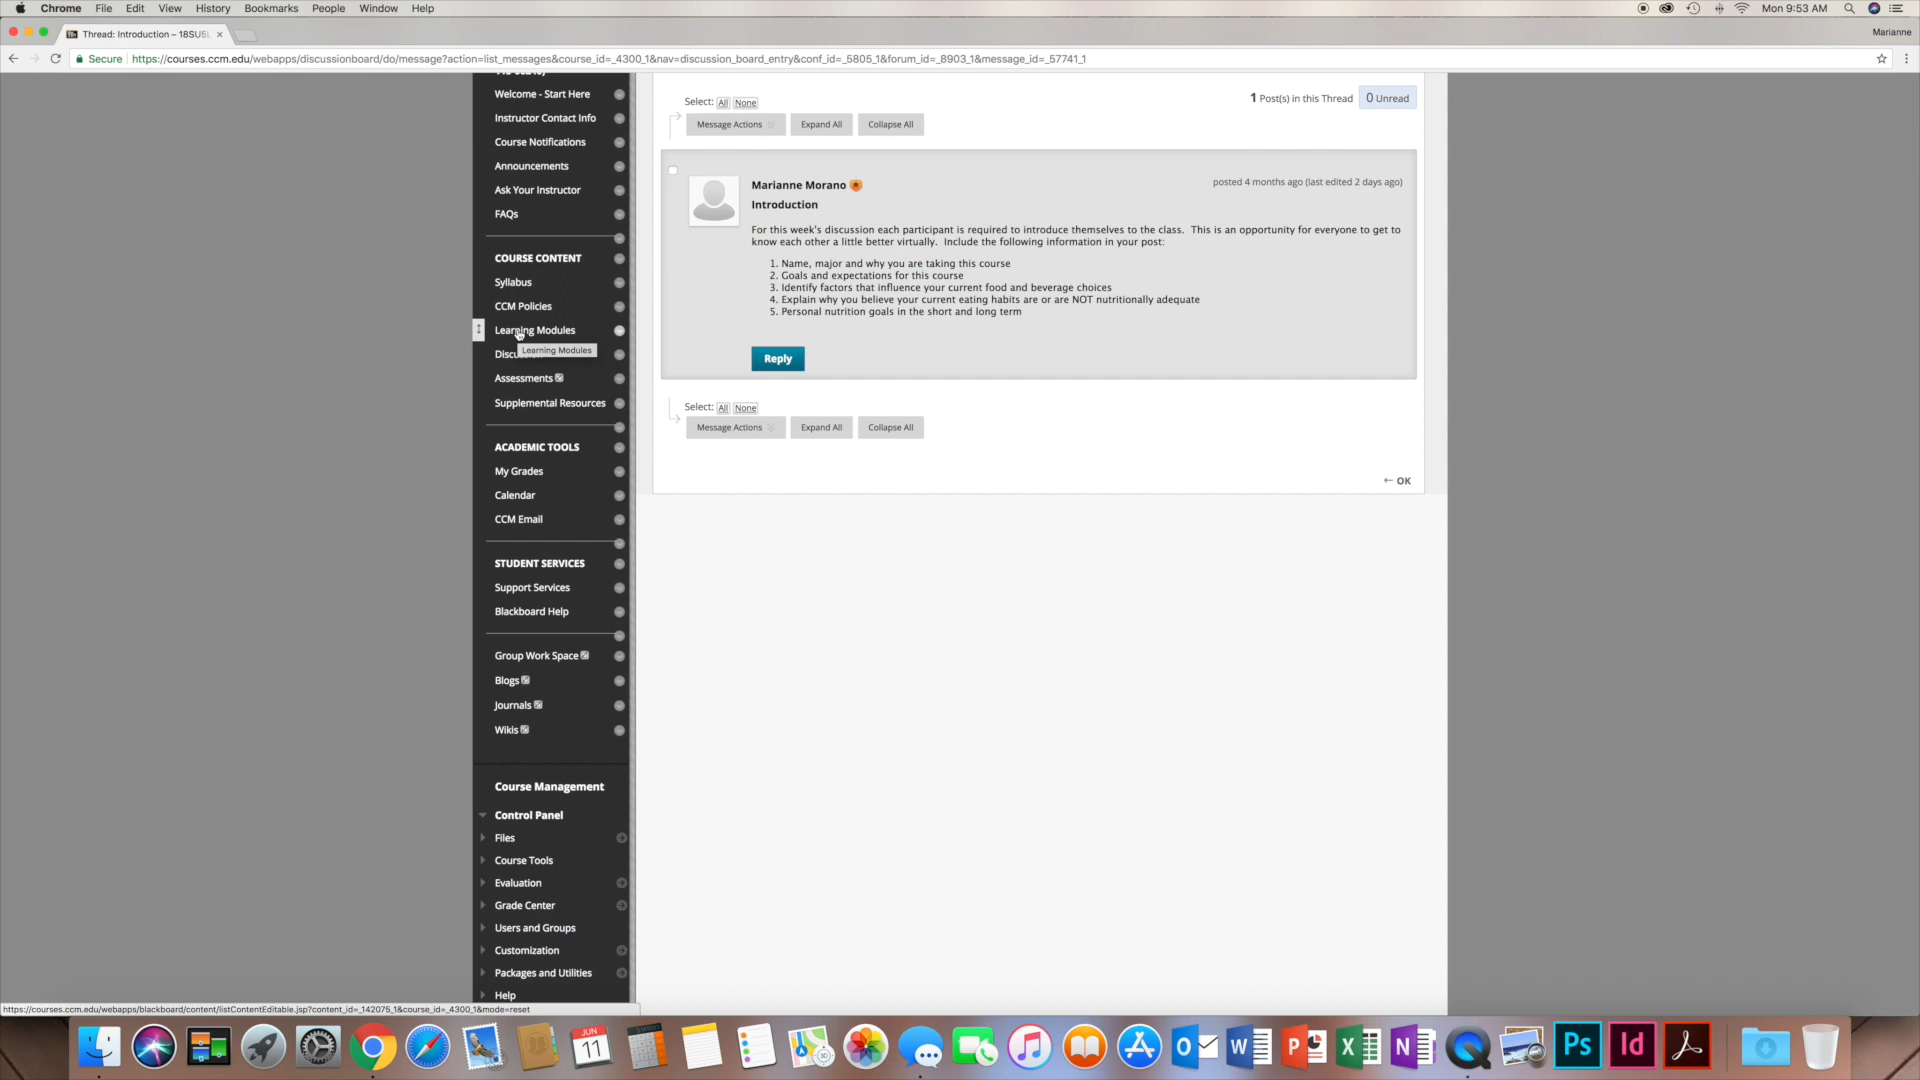 Chrome File Edit View History Bookmarks People Window Help
Mon 9:53 AM
Thread: Introduction – 18SU5L
Marianne
Secure https://courses.ccm.edu/webapps/discussionboard/do/message?action=list_messages&course_id=_4300_1&nav=discussion_board_entry&conf_id=_5805_1&forum_id=_8903_1&message_id=_57741_1
Welcome - Start Here
Instructor Contact Info
Course Notifications
Announcements
Ask Your Instructor
FAQs
COURSE CONTENT
Syllabus
CCM Policies
Learning Modules
Learning Modules
Assessments
Supplemental Resources
ACADEMIC TOOLS
My Grades
Calendar
CCM Email
STUDENT SERVICES
Support Services
Blackboard Help
Group Work Space
Blogs
Journals
Wikis
Course Management
Control Panel
Files
Course Tools
Evaluation
Grade Center
Users and Groups
Customization
Packages and Utilities
Help
Select: All None
1 Post(s) in this Thread 0 Unread
Message Actions Expand All Collapse All
Marianne Morano
posted 4 months ago (last edited 2 days ago)
Introduction
For this week's discussion each participant is required to introduce themselves to the class. This is an opportunity for everyone to get to
know each other a little better virtually. Include the following information in your post:
1. Name, major and why you are taking this course
2. Goals and expectations for this course
3. Identify factors that influence your current food and beverage choices
4. Explain why you believe your current eating habits are or are NOT nutritionally adequate
5. Personal nutrition goals in the short and long term
Reply
Select: All None
Message Actions Expand All Collapse All
← OK
https://courses.ccm.edu/webapps/blackboard/content/listContentEditable.jsp?content_id=_142075_1&course_id=_4300_1&mode=reset
JUN
11
3D
O W P X N Ps Id